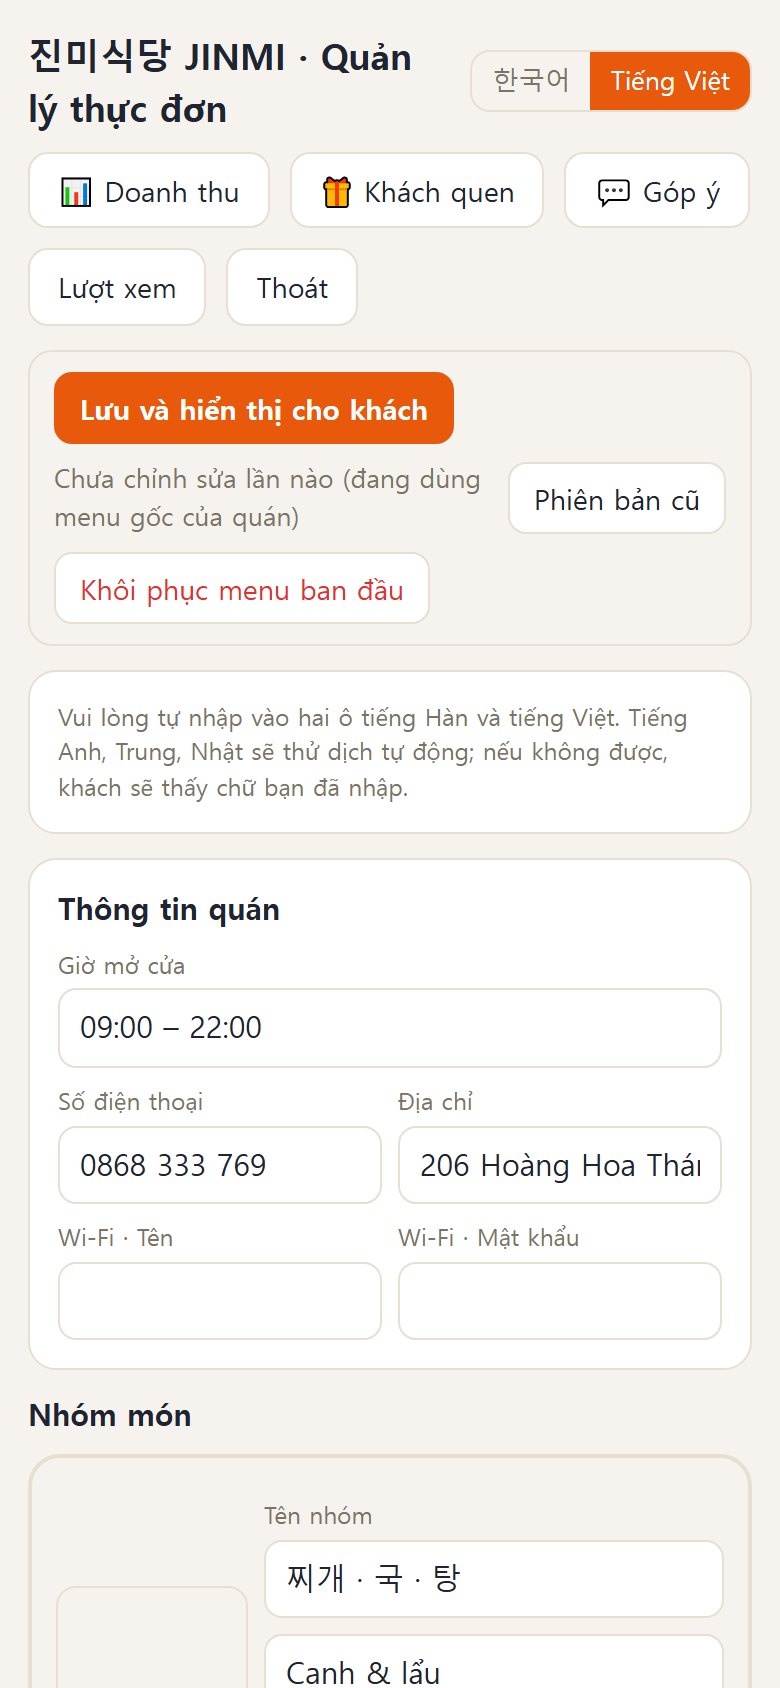 진미식당 JINMI · Quản
lý thực đơn
한국어
Tiếng Việt
Doanh thu
Khách quen
Góp ý
Lượt xem
Thoát
Lưu và hiển thị cho khách
Chưa chỉnh sửa lần nào (đang dùng
menu gốc của quán)
Phiên bản cũ
Khôi phục menu ban đầu
Vui lòng tự nhập vào hai ô tiếng Hàn và tiếng Việt. Tiếng
Anh, Trung, Nhật sẽ thử dịch tự động; nếu không được,
khách sẽ thấy chữ bạn đã nhập.
Thông tin quán
Giờ mở cửa
09:00 – 22:00
Số điện thoại
Địa chỉ
0868 333 769
206 Hoàng Hoa
Wi-Fi · Tên
Wi-Fi · Mật khẩu
Nhóm món
Tên nhóm
찌개 · 국 · 탕
Canh & lẩu